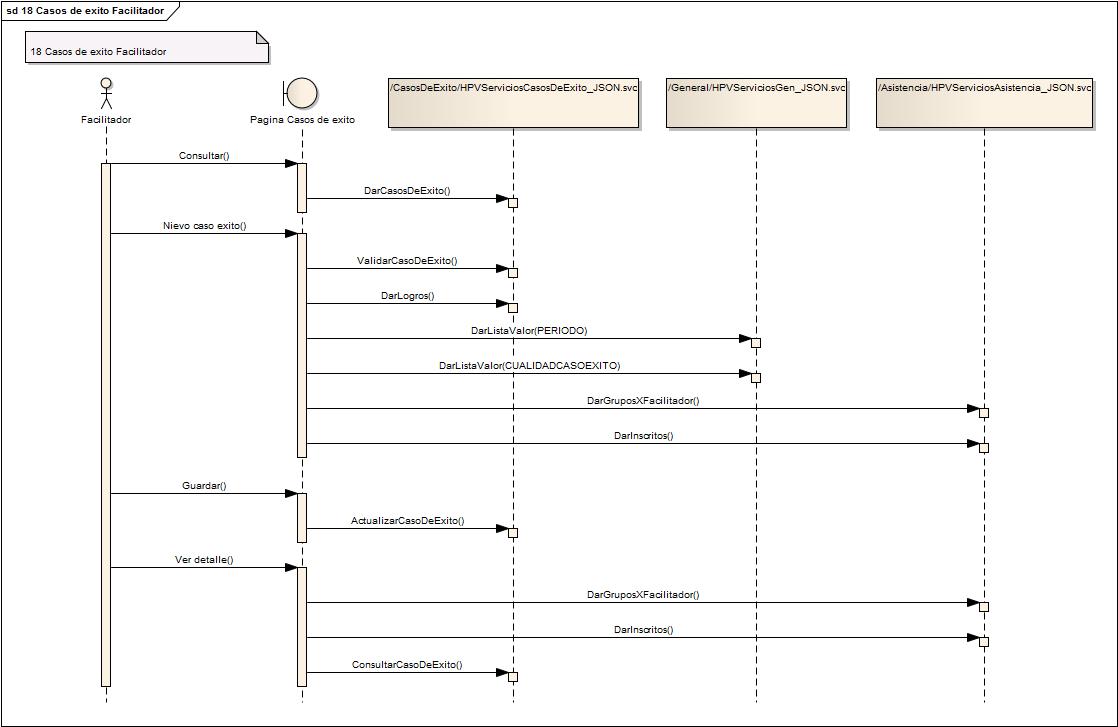 sd 18 Casos de exito Facilitador
18 Casos de exito Facilitador
Facilitador
Pagina Casos de exito
/CasosDeExito/HPVServiciosCasosDeExito_JSON.svc
/General/HPVServiciosGen_JSON.svc
/Asistencia/HPVServiciosAsistencia_JSON.svc
Consultar()
DarCasosDeExito()
Nievo caso exito()
ValidarCasoDeExito()
DarLogros()
DarListaValor(PERIODO)
DarListaValor(CUALIDADCASOEXITO)
DarGruposXFacilitador()
DarInscritos()
Guardar()
ActualizarCasoDeExito()
Ver detalle()
DarGruposXFacilitador()
DarInscritos()
ConsultarCasoDeExito()